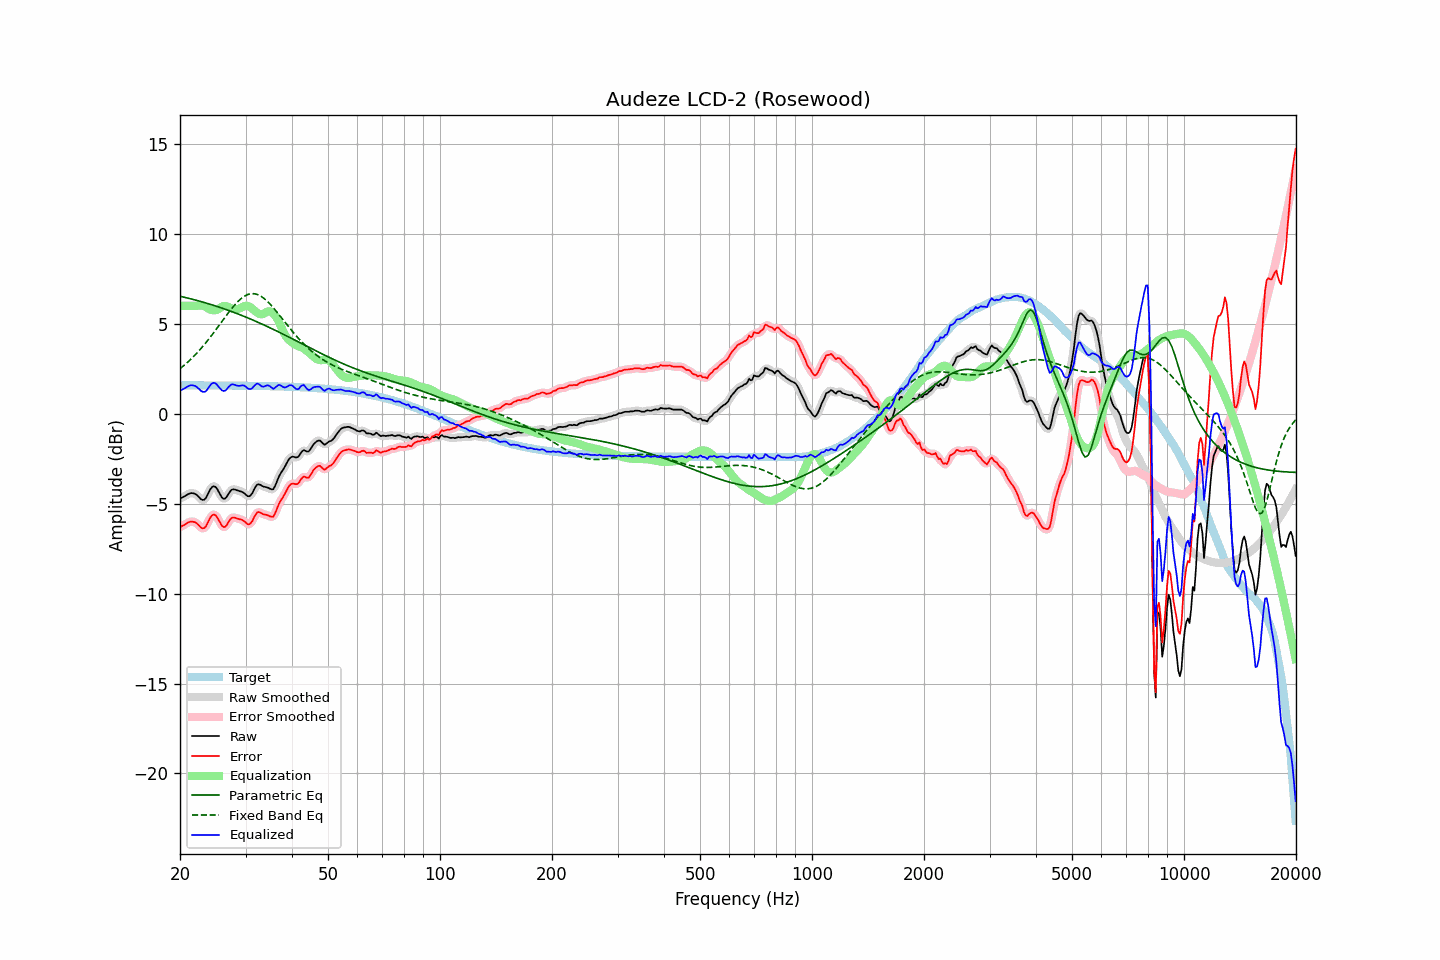 Audeze LCD-2 (Rosewood)
Amplitude (dBr)
15
10
5
0
−5
−10
−15
−20
Target
Raw Smoothed
Error Smoothed
Raw
Error
Equalization
Parametric Eq
Fixed Band Eq
Equalized
20 50 100 200 500 1000 2000 5000 10000 20000
Frequency (Hz)